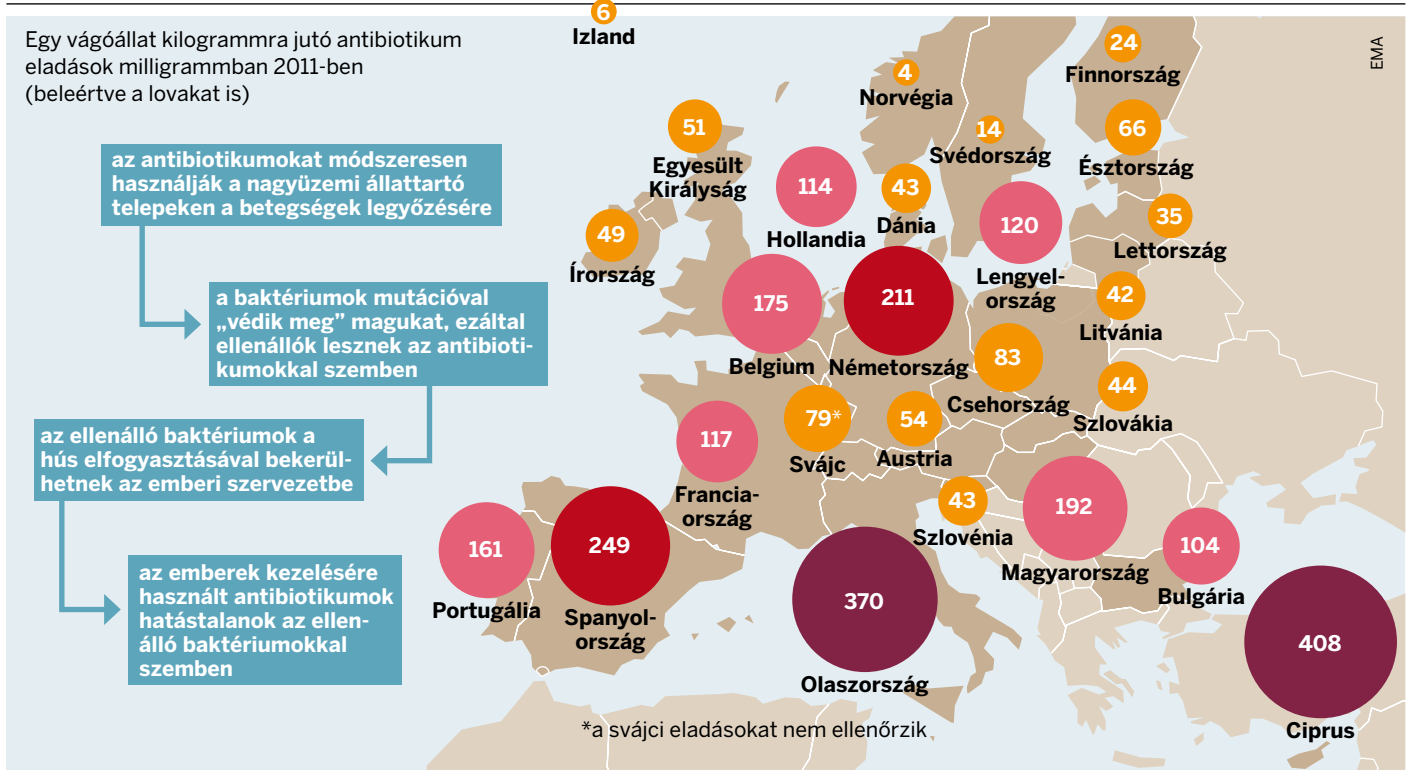 Egy vágóállat kilogrammra jutó antibiotikum
eladások milligrammban 2011-ben
(beleértve a lovakat is)
EMA
az antibiotikumokat módszeresen
használják a nagyüzemi állattartó
telepeken a betegségek legyőzésére
a baktériumok mutációval
„védik meg” magukat, ezáltal
ellenállók lesznek az antibioti-
kumokkal szemben
az ellenálló baktériumok a
hús elfogyasztásával bekerül-
hetnek az emberi szervezetbe
az emberek kezelésére
használt antibiotikumok
hatástalanok az ellen-
álló baktériumokkal
szemben
6
Izland
4
Norvégia
24
Finnország
14
Svédország
66
Észtország
51
Egyesült
Királyság
114
Hollandia
43
Dánia
120
Lengyel-
ország
35
Lettország
49
Írország
175
Belgium
211
Németország
42
Litvánia
83
Csehország
44
Szlovákia
117
Francia-
ország
79*
Svájc
54
Austria
43
Szlovénia
192
Magyarország
104
Bulgária
161
Portugália
249
Spanyol-
ország
370
Olaszország
408
Ciprus
*a svájci eladásokat nem ellenőrzik